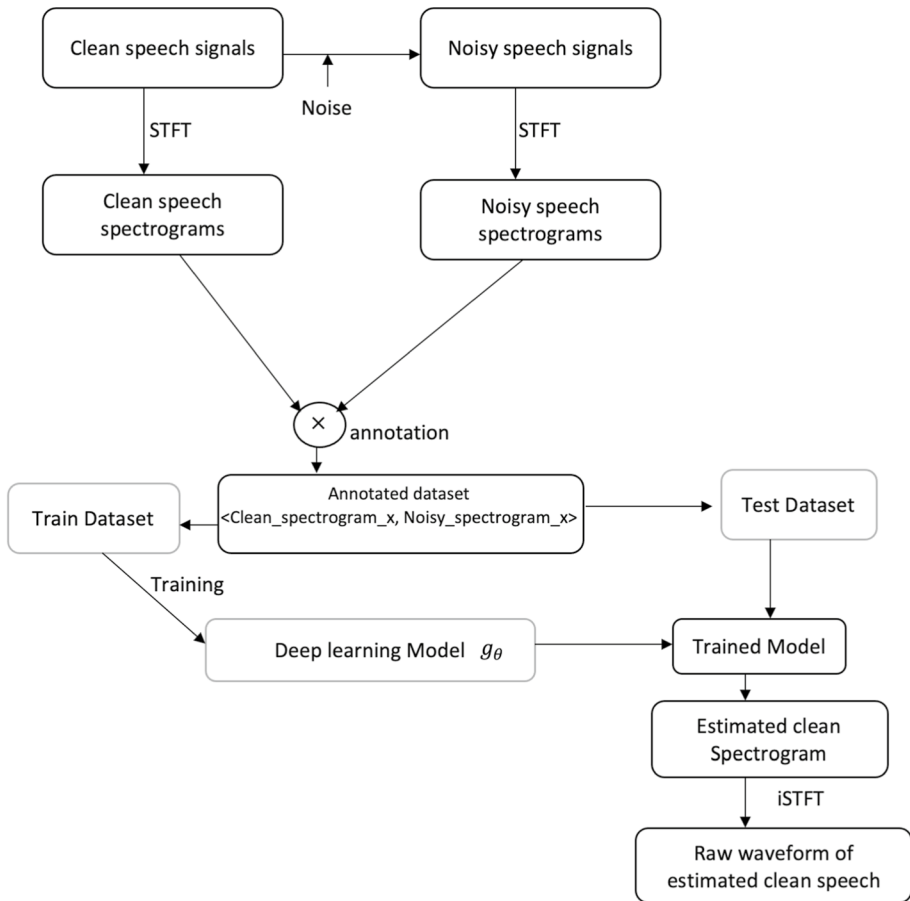 Clean speech signals
Noisy speech signals
Noise
STFT
STFT
Clean speech
spectrograms
Noisy speech
spectrograms
×
annotation
Annotated dataset
<Clean_spectrogram_x, Noisy_spectrogram_x>
Train Dataset
Test Dataset
Training
Deep learning Model gθ
Trained Model
Estimated clean
Spectrogram
iSTFT
Raw waveform of
estimated clean speech